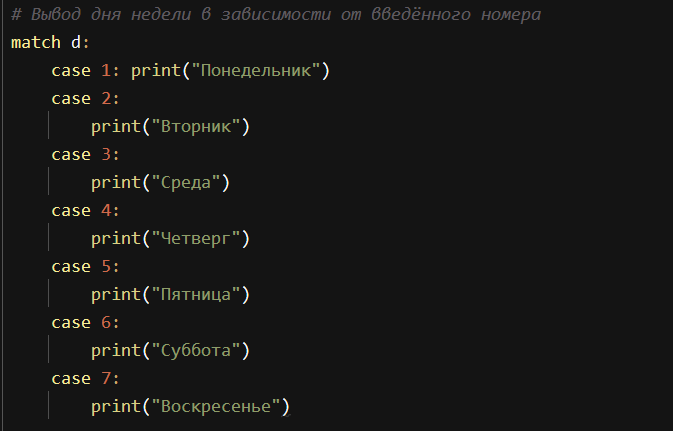 # Вывод дня недели в зависимости от введённого номера
match d:
    case 1: print("Понедельник")
    case 2:
        print("Вторник")
    case 3:
        print("Среда")
    case 4:
        print("Четверг")
    case 5:
        print("Пятница")
    case 6:
        print("Суббота")
    case 7:
        print("Воскресенье")